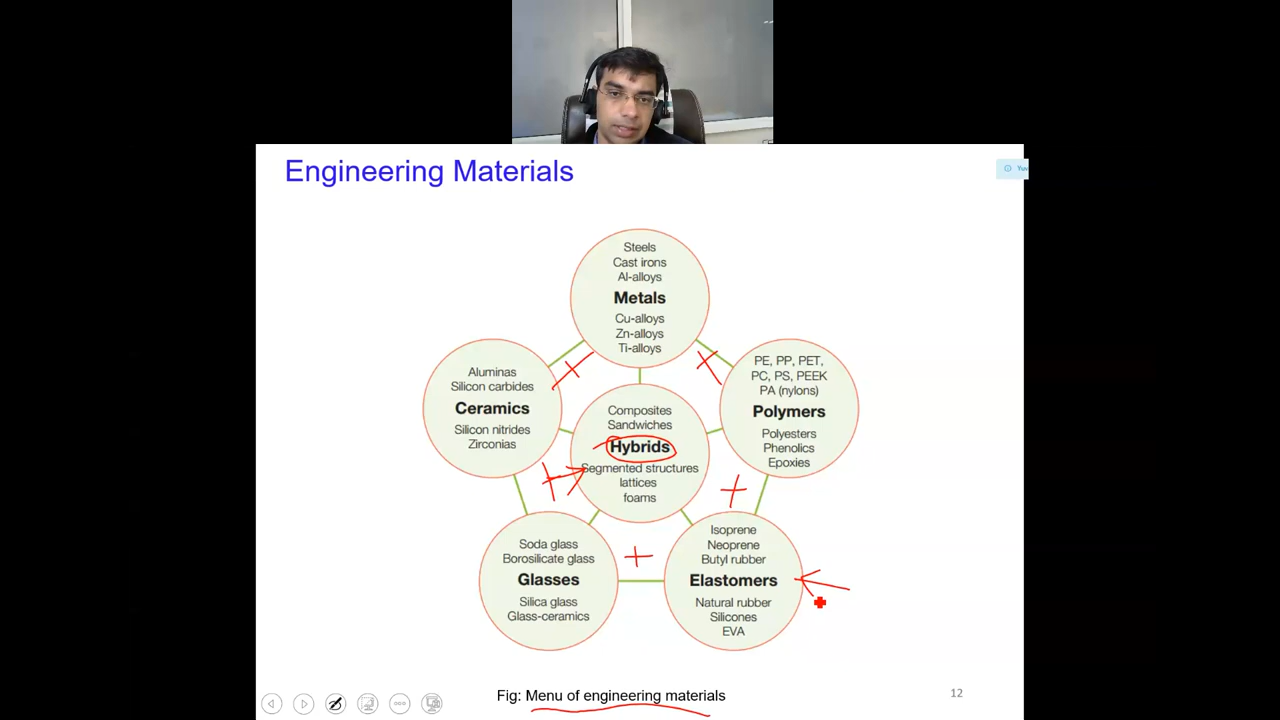 Engineering Materials
Steels
Cast irons
Al-alloys
Metals
Cu-alloys
Zn-alloys
Ti-alloys
Aluminas
Silicon carbides
Ceramics
Silicon nitrides
Zirconias
Composites
Sandwiches
Hybrids
Segmented structures
lattices
foams
PE, PP, PET,
PC, PS, PEEK
PA (nylons)
Polymers
Polyesters
Phenolics
Epoxies
Soda glass
Borosilicate glass
Glasses
Silica glass
Glass-ceramics
Isoprene
Neoprene
Butyl rubber
Elastomers
Natural rubber
Silicones
EVA
Fig: Menu of engineering materials
12